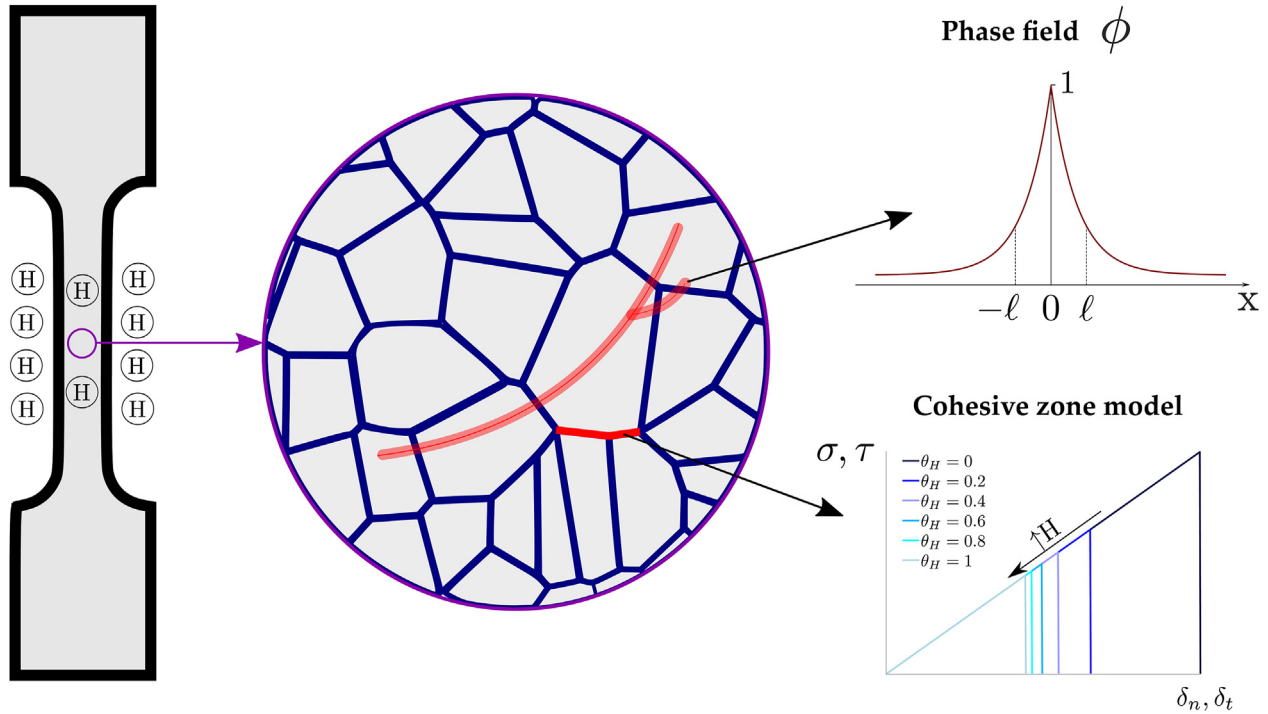 Phase field ϕ
1
−ℓ 0 ℓ x
H H H
H H
H H
H H H
Cohesive zone model
σ, τ
θ_H = 0
θ_H = 0.2
θ_H = 0.4
θ_H = 0.6
θ_H = 0.8
θ_H = 1
↑H
δ_n, δ_t